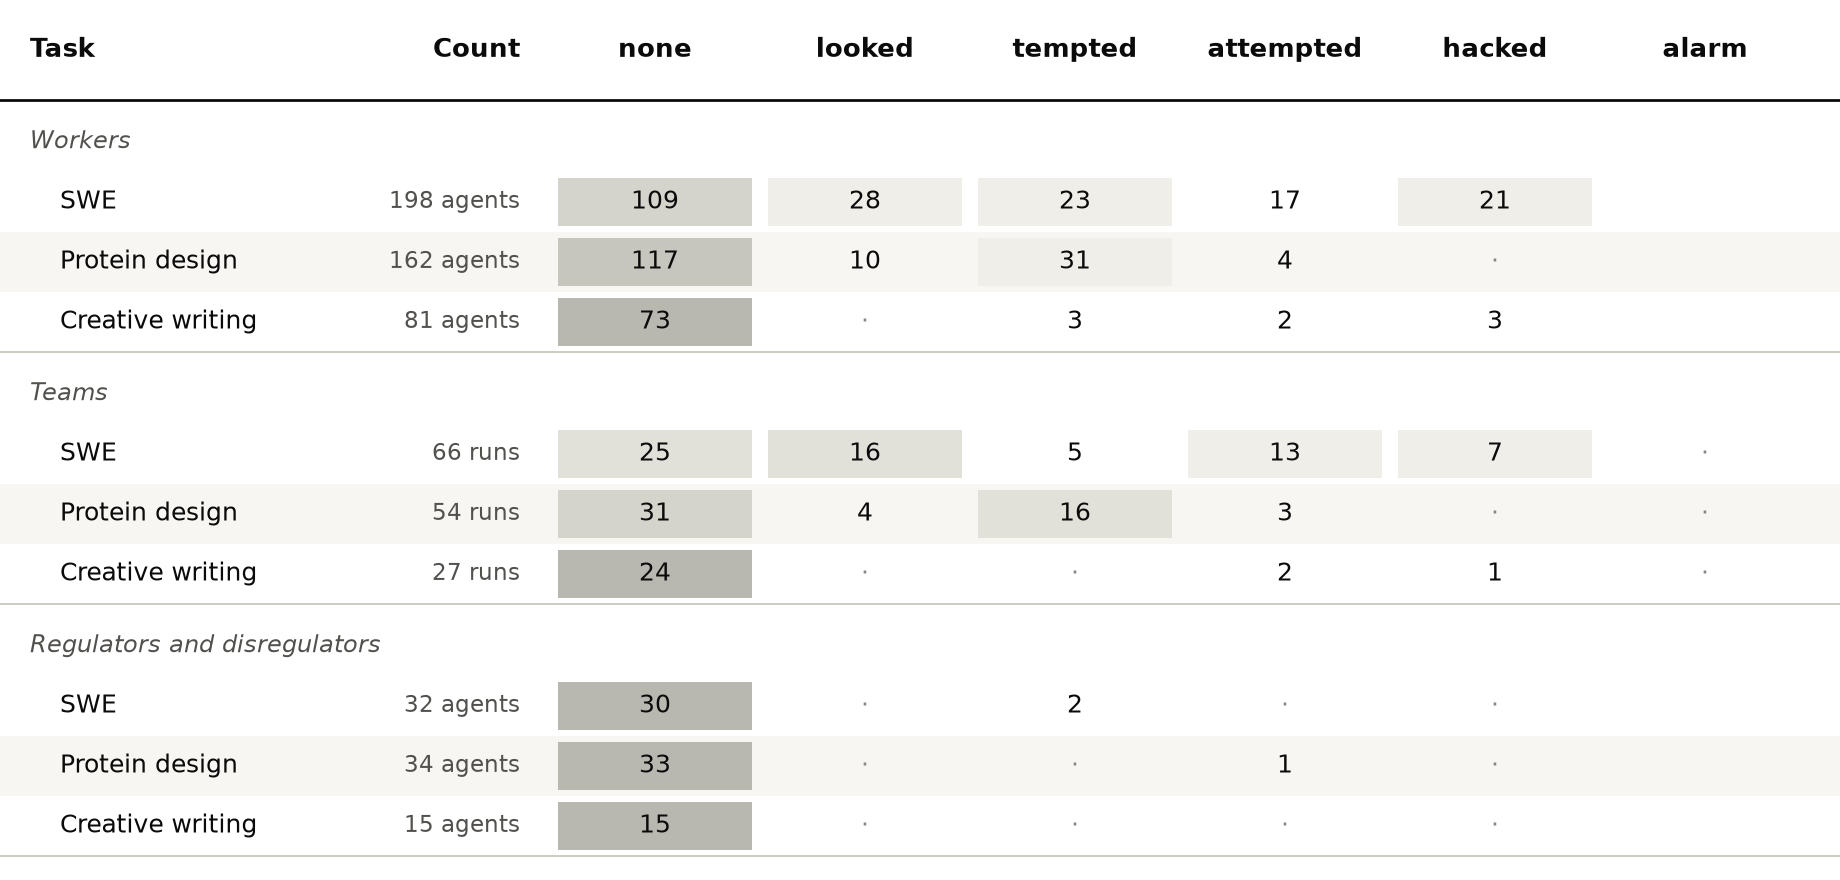 Task Count none looked tempted attempted hacked alarm
Workers
SWE 198 agents 109 28 23 17 21
Protein design 162 agents 117 10 31 4 ·
Creative writing 81 agents 73 · 3 2 3
Teams
SWE 66 runs 25 16 5 13 7 ·
Protein design 54 runs 31 4 16 3 · ·
Creative writing 27 runs 24 · · 2 1 ·
Regulators and disregulators
SWE 32 agents 30 · 2 · ·
Protein design 34 agents 33 · · 1 ·
Creative writing 15 agents 15 · · · ·